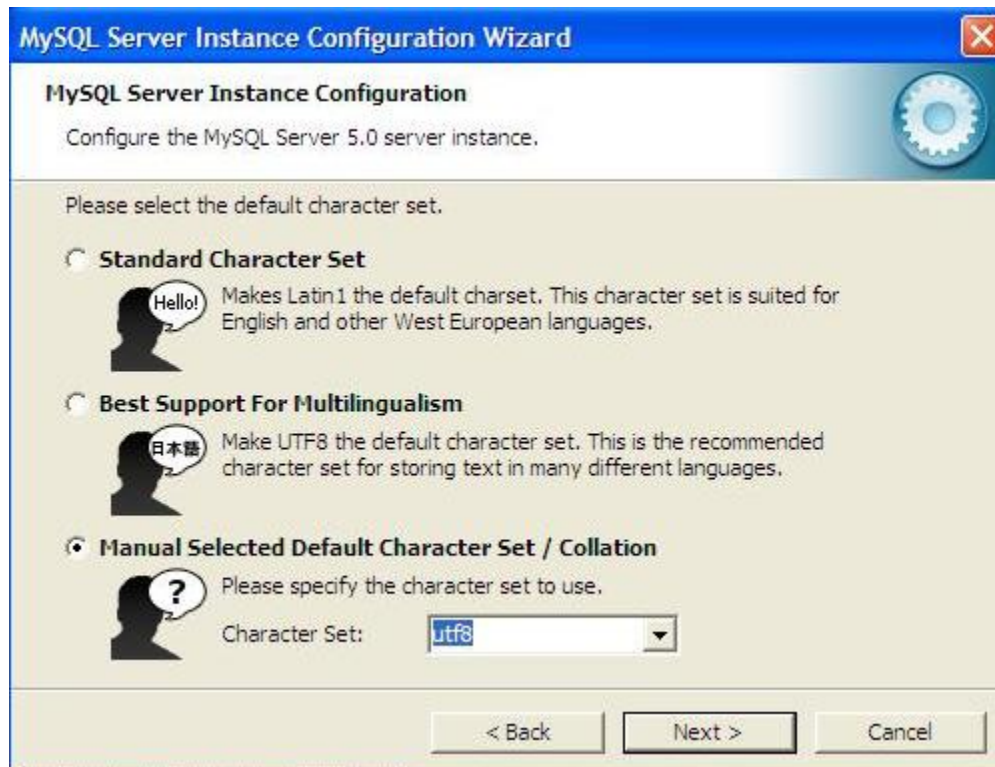 MySQL Server Instance Configuration Wizard
MySQL Server Instance Configuration
Configure the MySQL Server 5.0 server instance.
Please select the default character set.
Standard Character Set
Hello!
Makes Latin1 the default charset. This character set is suited for
English and other West European languages.
Best Support For Multilingualism
日本語
Make UTF8 the default character set. This is the recommended
character set for storing text in many different languages.
Manual Selected Default Character Set / Collation
?
Please specify the character set to use.
Character Set: utf8
< Back Next > Cancel